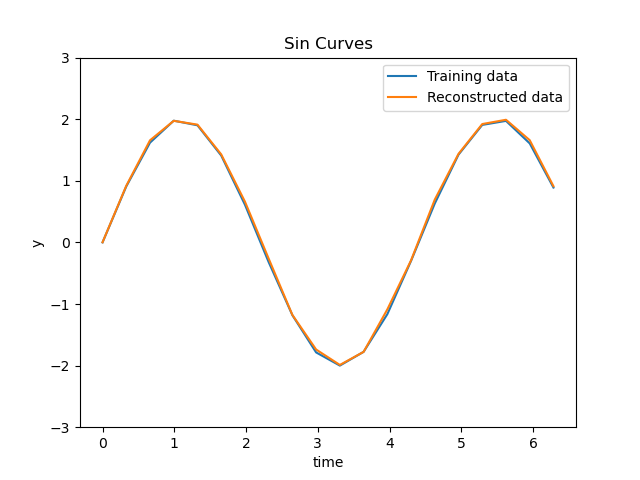 Sin Curves
Training data
Reconstructed data
3
2
1
0
−1
−2
−3
y
0 1 2 3 4 5 6
time